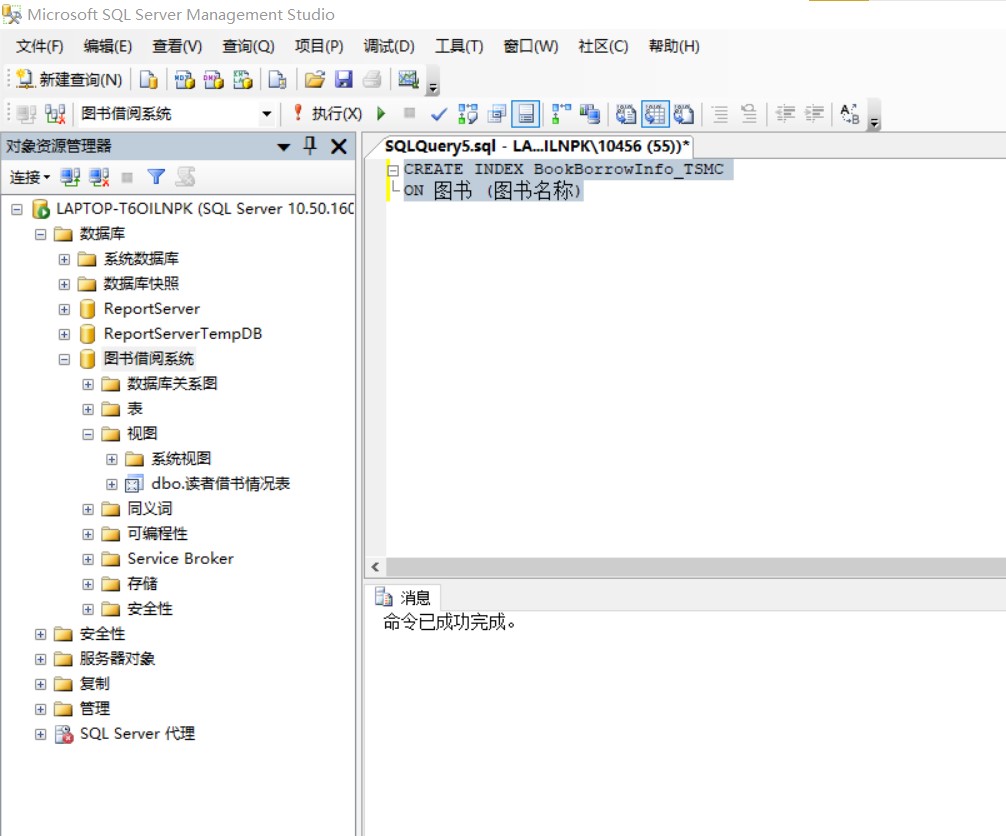 Microsoft SQL Server Management Studio
文件(F) 编辑(E) 查看(V) 查询(Q) 项目(P) 调试(D) 工具(T) 窗口(W) 社区(C) 帮助(H)
新建查询(N)
图书借阅系统 执行(X)
对象资源管理器
连接
LAPTOP-T6OILNPK (SQL Server 10.50.160
数据库
系统数据库
数据库快照
ReportServer
ReportServerTempDB
图书借阅系统
数据库关系图
表
视图
系统视图
dbo.读者借书情况表
同义词
可编程性
Service Broker
存储
安全性
安全性
服务器对象
复制
管理
SQL Server 代理
SQLQuery5.sql - LA...ILNPK\10456 (55))*
CREATE INDEX BookBorrowInfo_TSMC
ON 图书 (图书名称)
消息
命令已成功完成。